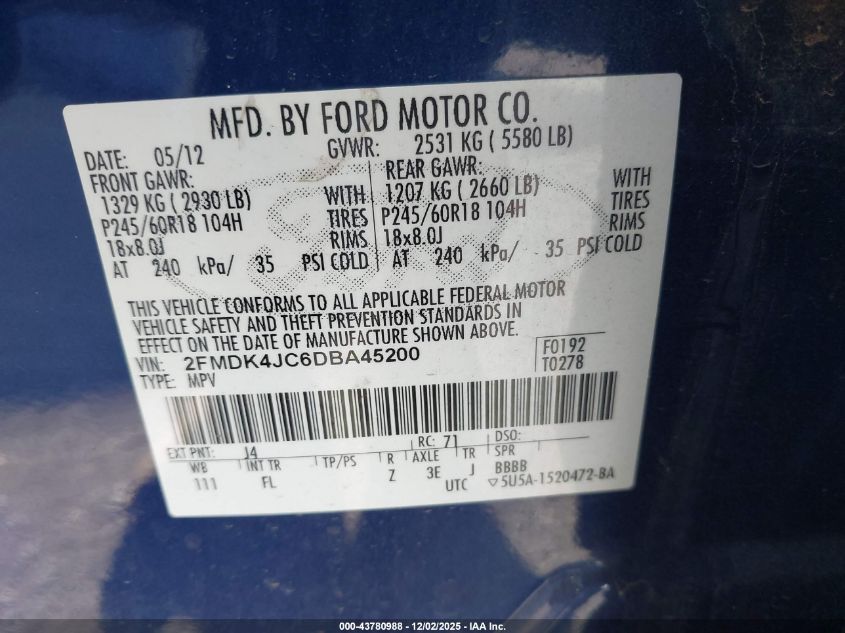 MFD. BY FORD MOTOR CO.
DATE: 05/12 GVWR: 2531 KG ( 5580 LB)
FRONT GAWR: REAR GAWR:
1329 KG ( 2930 LB) WITH 1207 KG ( 2660 LB) WITH
P245/60R18 104H TIRES P245/60R18 104H TIRES
18x8.0J RIMS 18x8.0J RIMS
AT 240 kPa/ 35 PSI COLD AT 240 kPa/ 35 PSI COLD
THIS VEHICLE CONFORMS TO ALL APPLICABLE FEDERAL MOTOR
VEHICLE SAFETY AND THEFT PREVENTION STANDARDS IN
EFFECT ON THE DATE OF MANUFACTURE SHOWN ABOVE.
VIN: 2FMDK4JC6DBA45200 F0192
TYPE: MPV T0278
EXT PNT: J4 RC: 71 DSO:
WB INT TR TP/PS R AXLE TR SPR
111 FL Z 3E J BBBB
UTC ▽5U5A-1520472-BA
000-43780988 - 12/02/2025 - IAA Inc.